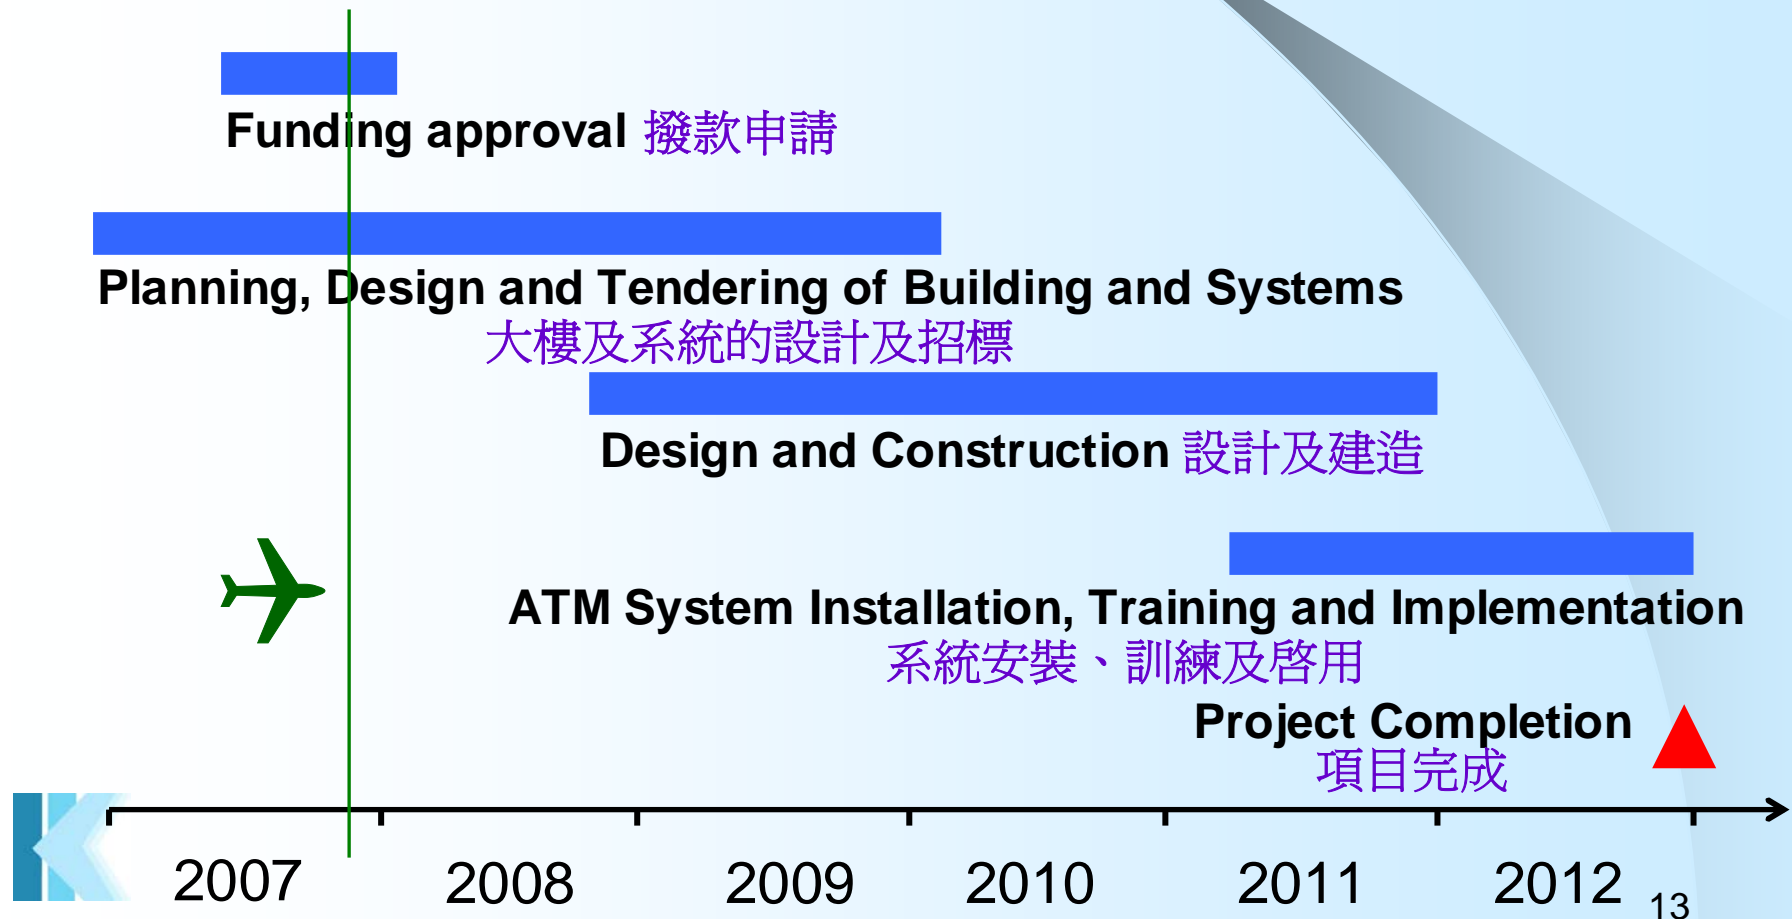 Funding approval 撥款申請
Planning, Design and Tendering of Building and Systems
大樓及系統的設計及招標
Design and Construction 設計及建造
ATM System Installation, Training and Implementation
系統安裝、訓練及啓用
Project Completion
項目完成
2007 2008 2009 2010 2011 2012
13